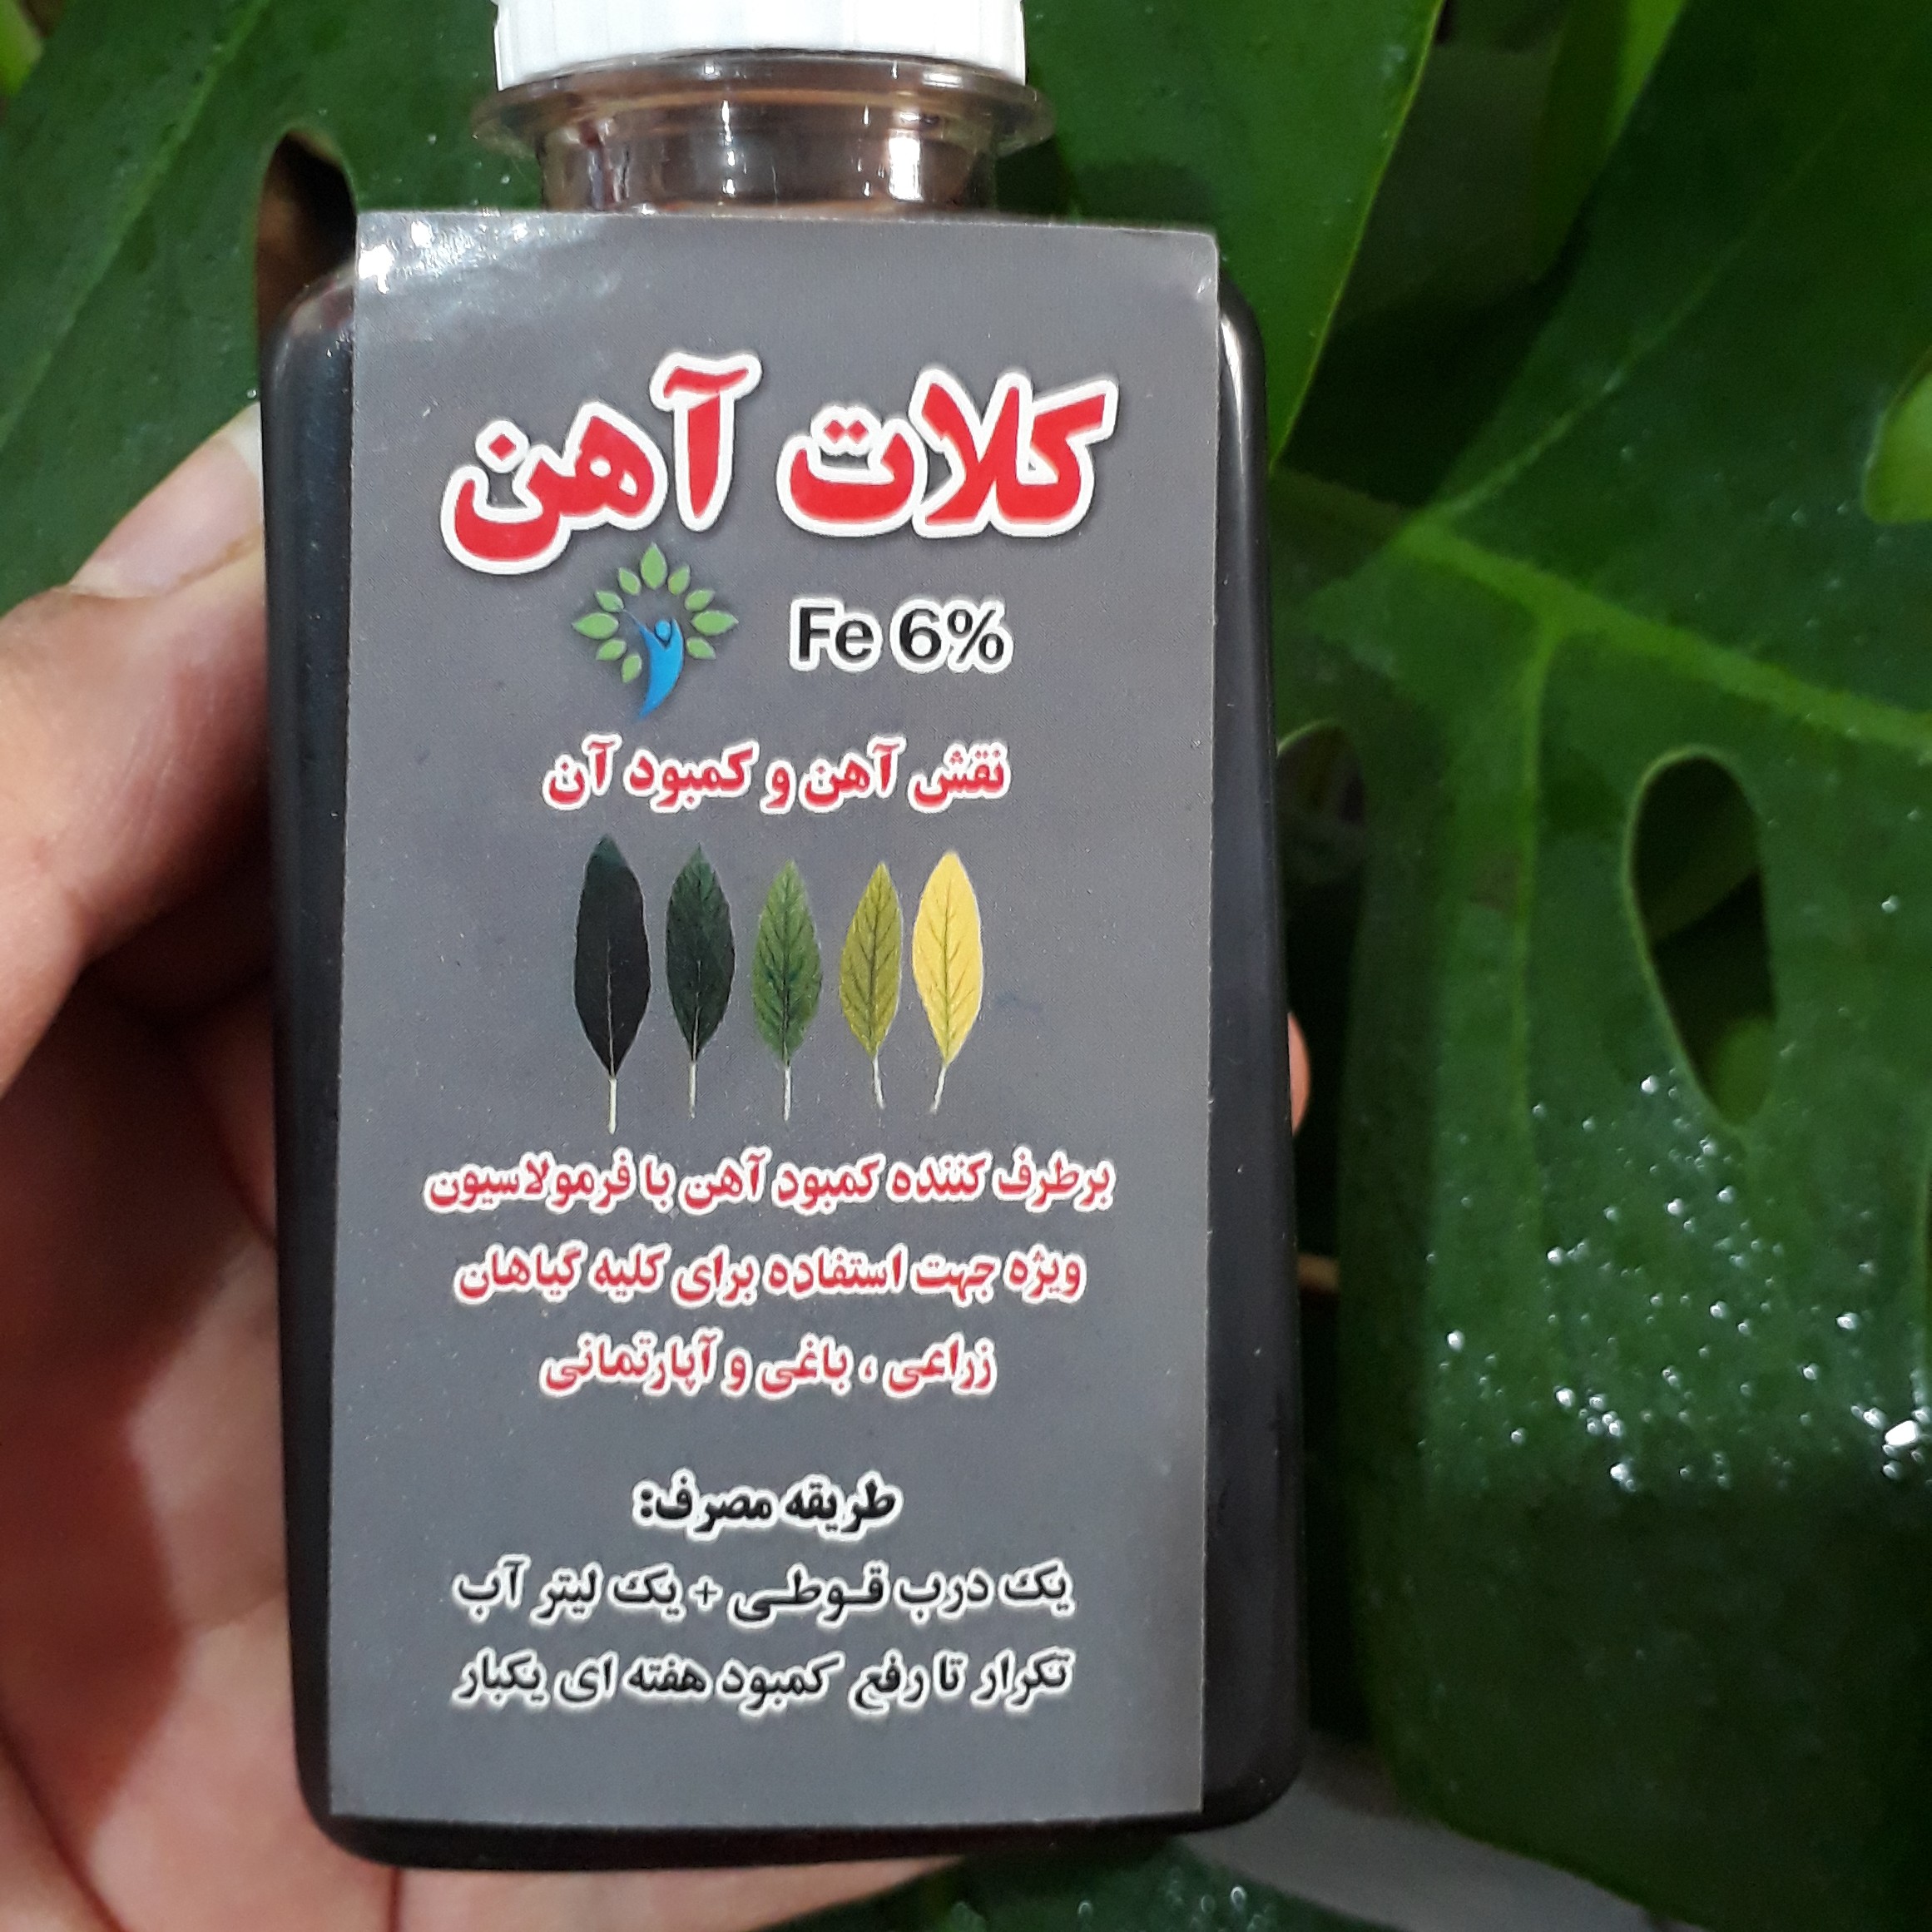 کلات آهن
Fe 6%
نقش آهن و کمبود آن
برطرف کننده کمبود آهن با فرمولاسیون
ویژه جهت استفاده برای کلیه گیاهان
زراعی ، باغی و آپارتمانی
طریقه مصرف:
یک درب قـوطـی + یک لیتر آب
تکرار تا رفع کمبود هفته ای یکبار